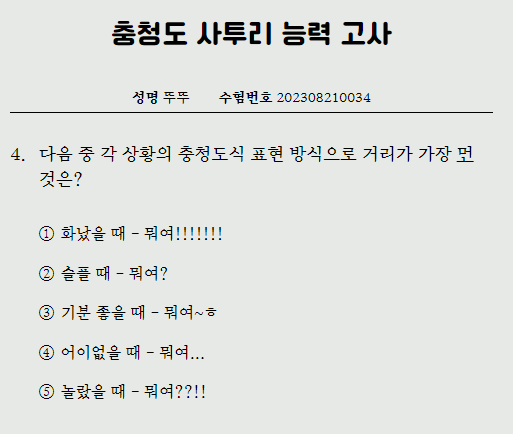 충청도 사투리 능력 고사
성명 뚜뚜 수험번호 202308210034
4. 다음 중 각 상황의 충청도식 표현 방식으로 거리가 가장 먼
것은?
① 화났을 때 - 뭐여!!!!!!!
② 슬플 때 - 뭐여?
③ 기분 좋을 때 - 뭐여~ㅎ
④ 어이없을 때 - 뭐여...
⑤ 놀랐을 때 - 뭐여??!!